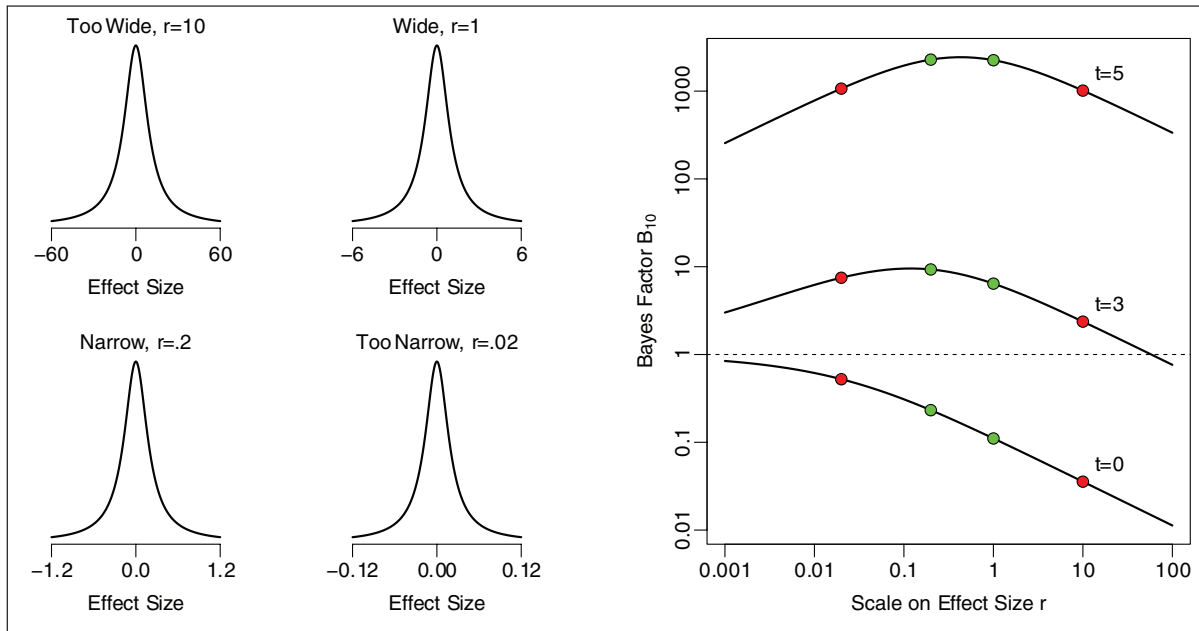 Too Wide, r=10
−60 0 60
Effect Size
Wide, r=1
−6 0 6
Effect Size
Narrow, r=.2
−1.2 0.0 1.2
Effect Size
Too Narrow, r=.02
−0.12 0.00 0.12
Effect Size
Bayes Factor B10
1000
100
10
1
0.1
0.01
t=5
t=3
t=0
0.001 0.01 0.1 1 10 100
Scale on Effect Size r